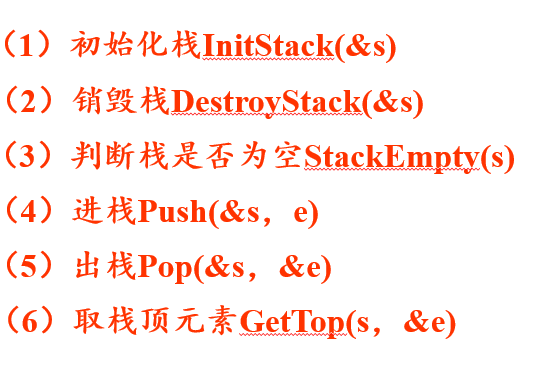 （1）初始化栈InitStack(&s)
（2）销毁栈DestroyStack(&s)
（3）判断栈是否为空StackEmpty(s)
（4）进栈Push(&s，e)
（5）出栈Pop(&s，&e)
（6）取栈顶元素GetTop(s，&e)